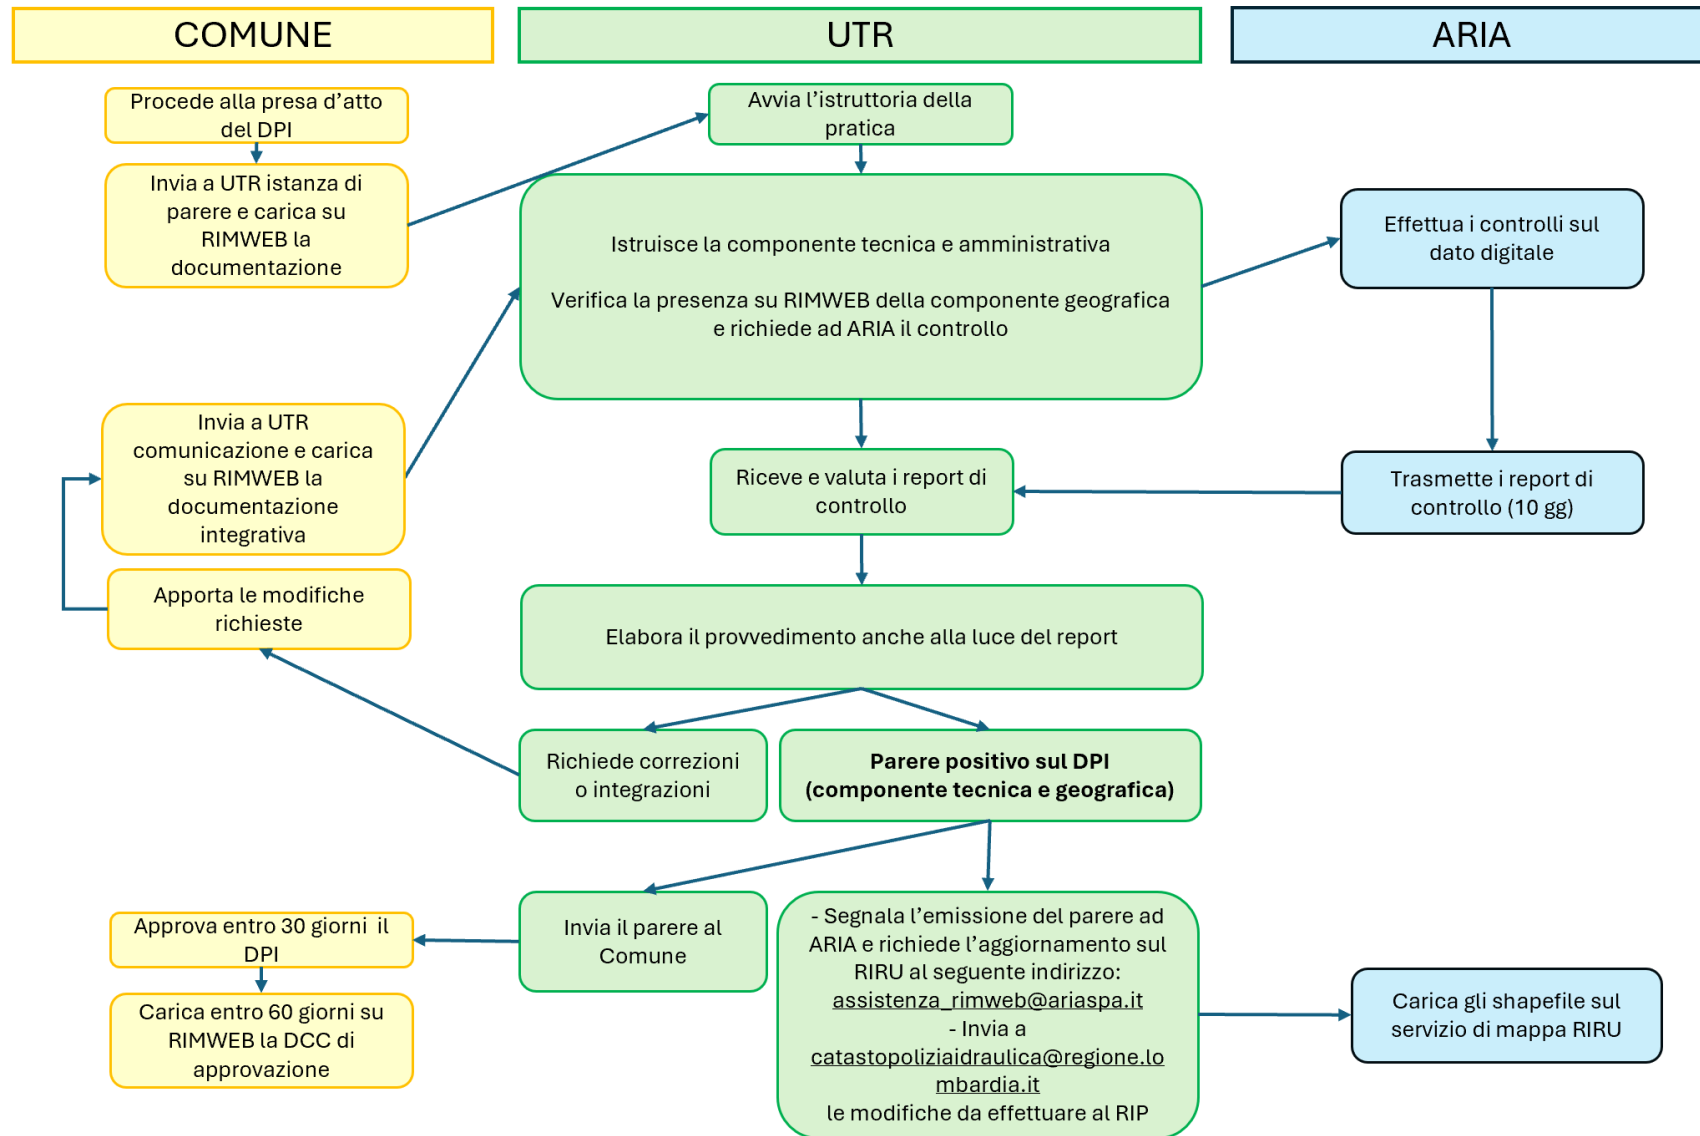 COMUNE
UTR
ARIA
Procede alla presa d’atto
del DPI
Avvia l’istruttoria della
pratica
Invia a UTR istanza di
parere e carica su
RIMWEB la
documentazione
Istruisce la componente tecnica e amministrativa
Verifica la presenza su RIMWEB della componente geografica
e richiede ad ARIA il controllo
Effettua i controlli sul
dato digitale
Invia a UTR
comunicazione e carica
su RIMWEB la
documentazione
integrativa
Riceve e valuta i report di
controllo
Trasmette i report di
controllo (10 gg)
Apporta le modifiche
richieste
Elabora il provvedimento anche alla luce del report
Richiede correzioni
o integrazioni
Parere positivo sul DPI
(componente tecnica e geografica)
Approva entro 30 giorni  il
DPI
Invia il parere al
Comune
- Segnala l’emissione del parere ad
ARIA e richiede l’aggiornamento sul
RIRU al seguente indirizzo:
assistenza_rimweb@ariaspa.it
- Invia a
catastopoliziaidraulica@regione.lo
mbardia.it
le modifiche da effettuare al RIP
Carica entro 60 giorni su
RIMWEB la DCC di
approvazione
Carica gli shapefile sul
servizio di mappa RIRU